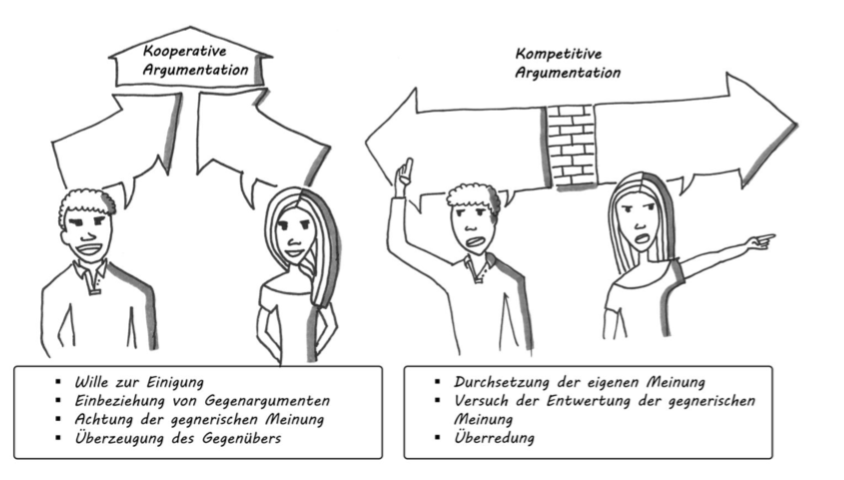 Kooperative
Argumentation
Kompetitive
Argumentation
▪ Wille zur Einigung
▪ Einbeziehung von Gegenargumenten
▪ Achtung der gegnerischen Meinung
▪ Überzeugung des Gegenübers
▪ Durchsetzung der eigenen Meinung
▪ Versuch der Entwertung der gegnerischen
Meinung
▪ Überredung